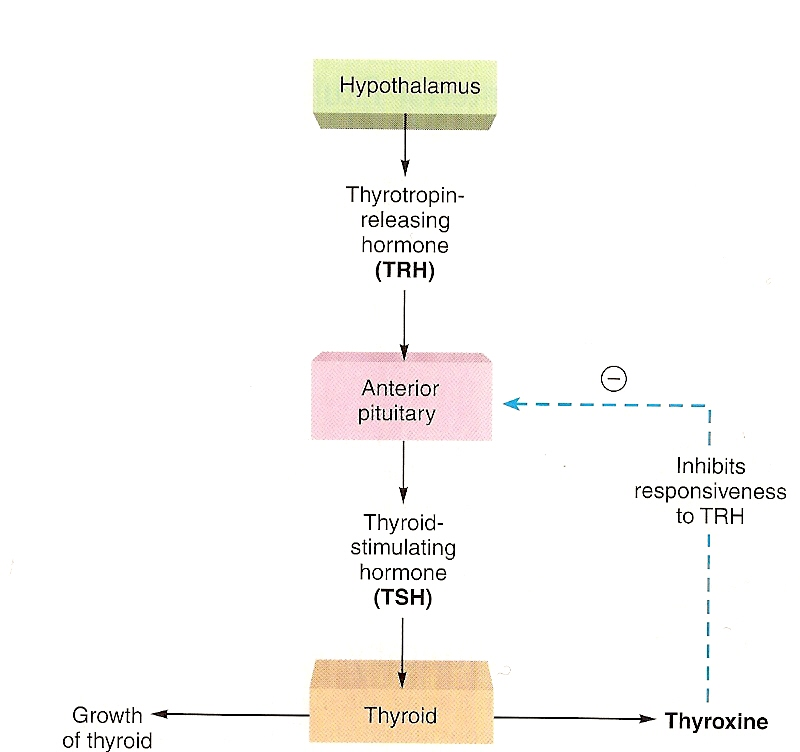 Hypothalamus
Thyrotropin-
releasing
hormone
(TRH)
Anterior
pituitary
−
Inhibits
responsiveness
to TRH
Thyroid-
stimulating
hormone
(TSH)
Thyroid
Growth
of thyroid
Thyroxine